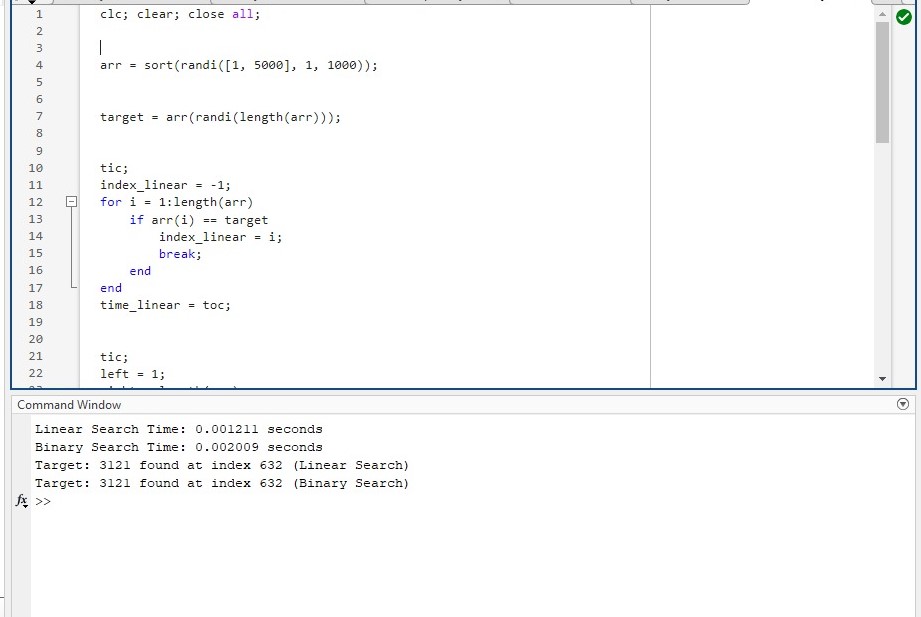 1 clc; clear; close all;
2
3
4 arr = sort(randi([1, 5000], 1, 1000));
5
6
7 target = arr(randi(length(arr)));
8
9
10 tic;
11 index_linear = -1;
12 for i = 1:length(arr)
13 if arr(i) == target
14 index_linear = i;
15 break;
16 end
17 end
18 time_linear = toc;
19
20
21 tic;
22 left = 1;
Command Window
Linear Search Time: 0.001211 seconds
Binary Search Time: 0.002009 seconds
Target: 3121 found at index 632 (Linear Search)
Target: 3121 found at index 632 (Binary Search)
fx >>